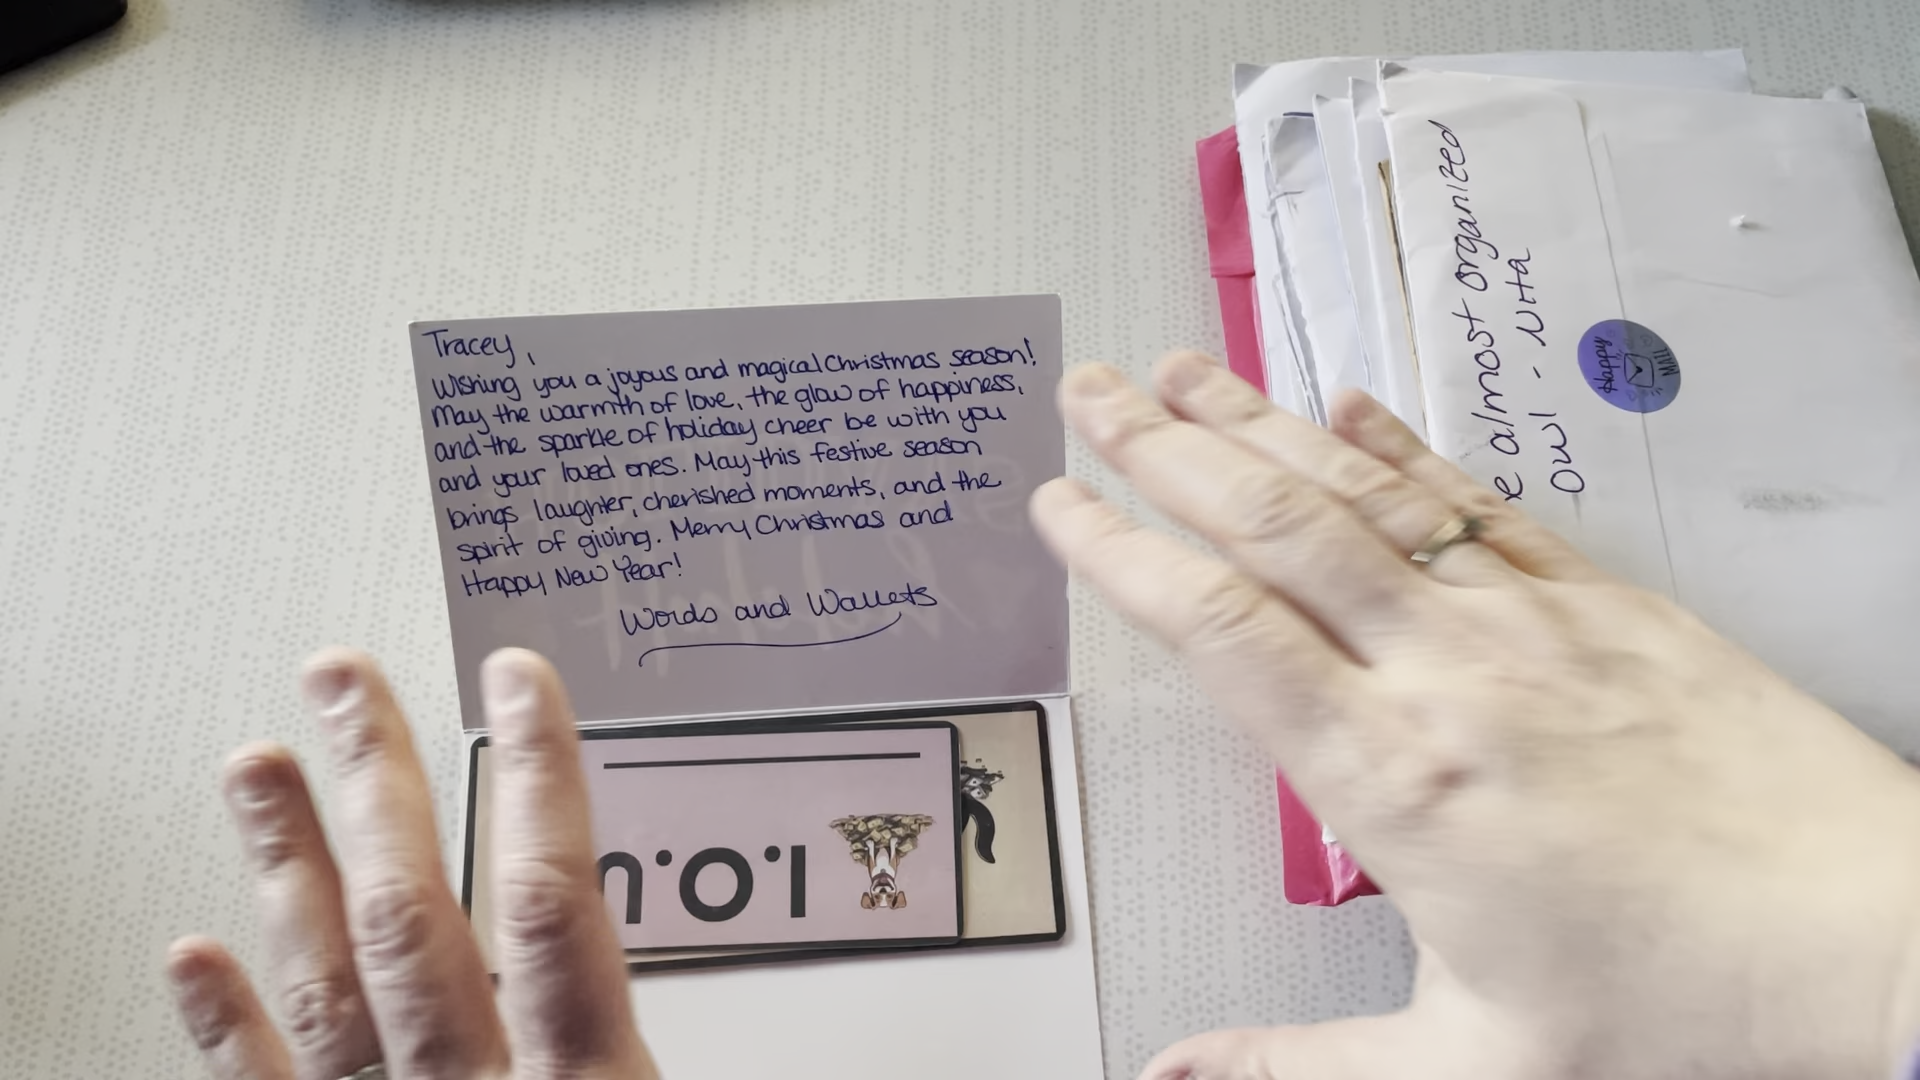 Tracey,
Wishing you a joyous and magical Christmas season!
May the warmth of love, the glow of happiness,
and the sparkle of holiday cheer be with you
and your loved ones. May this festive season
brings laughter, cherished moments, and the
spirit of giving. Merry Christmas and
Happy New Year!
Words and Wallets
I.O.
almost organized
Owl - Nita
Happy
Mail